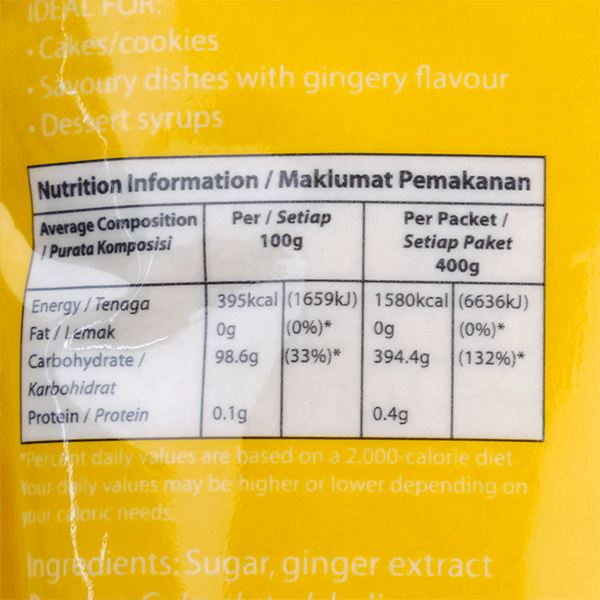 IDEAL FOR:
• Cakes/cookies
• Savoury dishes with gingery flavour
• Dessert syrups
Nutrition Information / Maklumat Pemakanan
Average Composition / Purata Komposisi
Per / Setiap 100g
Per Packet / Setiap Paket 400g
Energy / Tenaga 395kcal (1659kJ) 1580kcal (6636kJ)
Fat / Lemak 0g (0%)* 0g (0%)*
Carbohydrate / Karbohidrat 98.6g (33%)* 394.4g (132%)*
Protein / Protein 0.1g 0.4g
*Percent daily values are based on a 2,000-calorie diet.
Your daily values may be higher or lower depending on
your caloric needs.
Ingredients: Sugar, ginger extract